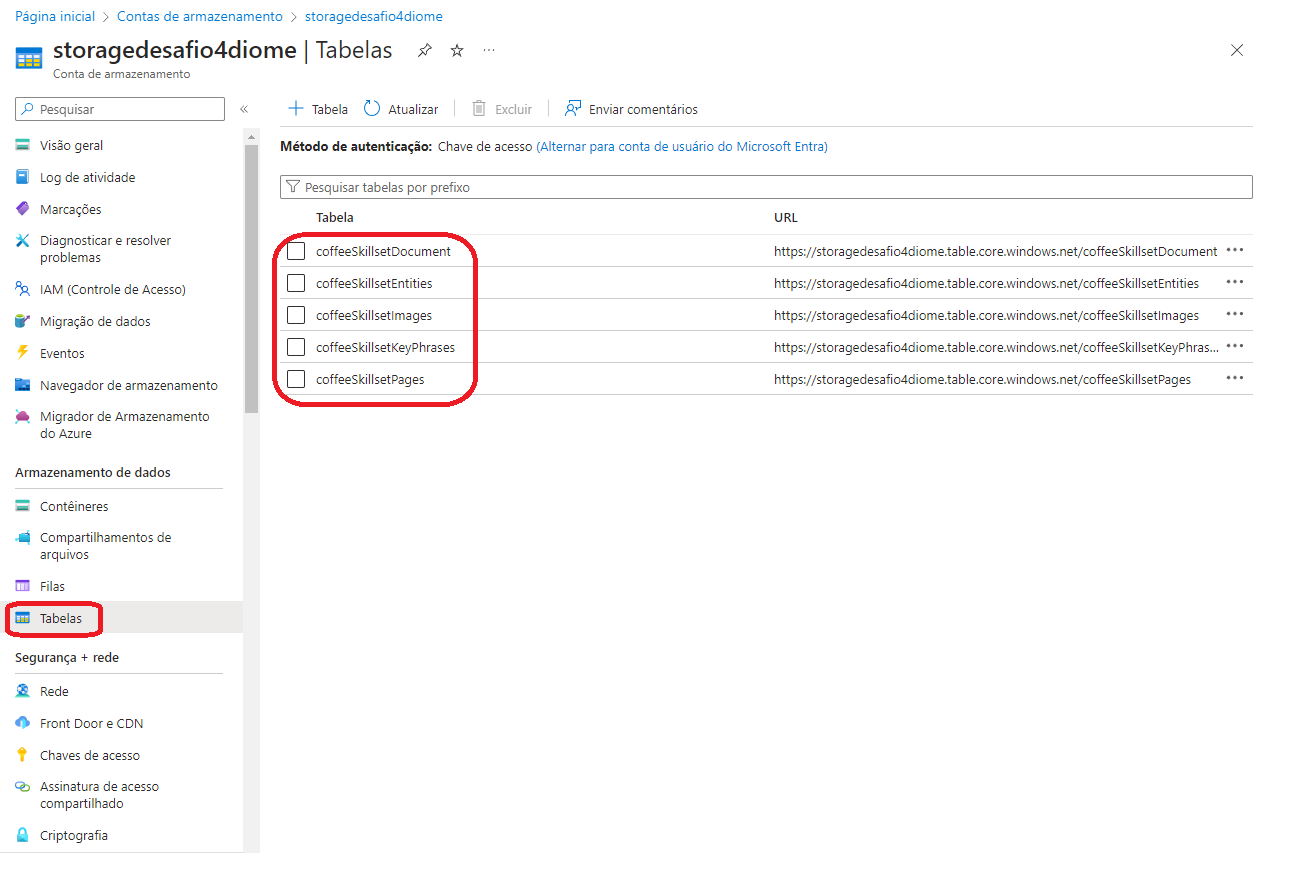 Página inicial > Contas de armazenamento > storagedesafio4diome
storagedesafio4diome | Tabelas
Conta de armazenamento
Pesquisar
Visão geral
Log de atividade
Marcações
Diagnosticar e resolver
problemas
IAM (Controle de Acesso)
Migração de dados
Eventos
Navegador de armazenamento
Migrador de Armazenamento
do Azure
Armazenamento de dados
Contêineres
Compartilhamentos de
arquivos
Filas
Tabelas
Segurança + rede
Rede
Front Door e CDN
Chaves de acesso
Assinatura de acesso
compartilhado
Criptografia
Tabela Atualizar Excluir Enviar comentários
Método de autenticação: Chave de acesso (Alternar para conta de usuário do Microsoft Entra)
Pesquisar tabelas por prefixo
Tabela URL
coffeeSkillsetDocument https://storagedesafio4diome.table.core.windows.net/coffeeSkillsetDocument
coffeeSkillsetEntities https://storagedesafio4diome.table.core.windows.net/coffeeSkillsetEntities
coffeeSkillsetImages https://storagedesafio4diome.table.core.windows.net/coffeeSkillsetImages
coffeeSkillsetKeyPhrases https://storagedesafio4diome.table.core.windows.net/coffeeSkillsetKeyPhras...
coffeeSkillsetPages https://storagedesafio4diome.table.core.windows.net/coffeeSkillsetPages